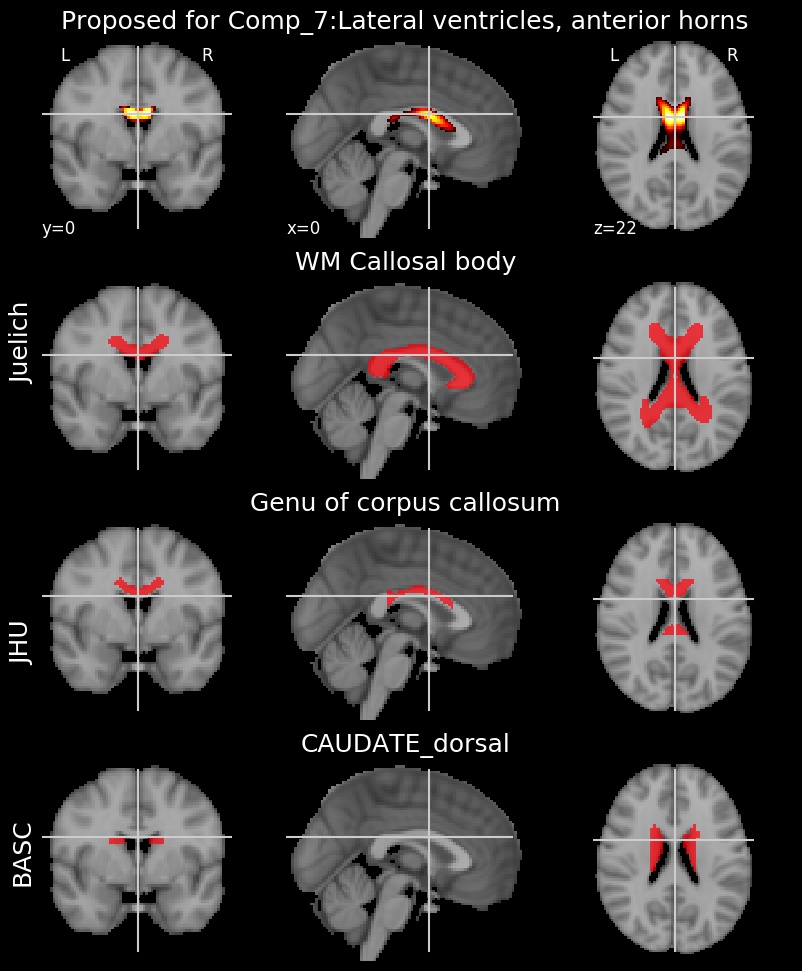 Proposed for Comp_7:Lateral ventricles, anterior horns
L R L R
y=0 x=0 z=22
WM Callosal body
Juelich
Genu of corpus callosum
JHU
CAUDATE_dorsal
BASC